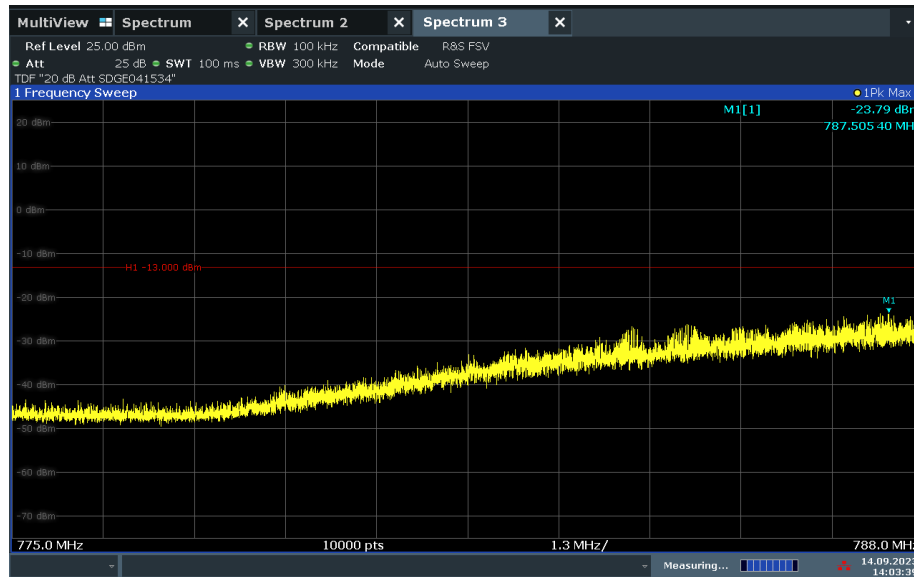 MultiView Spectrum X Spectrum 2 X Spectrum 3 X
Ref Level 25.00 dBm RBW 100 kHz Compatible R&S FSV
Att 25 dB SWT 100 ms VBW 300 kHz Mode Auto Sweep
TDF "20 dB Att SDGE041534"
1 Frequency Sweep 1Pk Max
M1[1] -23.79 dBm
787.505 40 MH
20 dBm
10 dBm
0 dBm
-10 dBm
H1 -13.000 dBm
-20 dBm
M1
-30 dBm
-40 dBm
-50 dBm
-60 dBm
-70 dBm
775.0 MHz 10000 pts 1.3 MHz/ 788.0 MHz
Measuring... 14.09.2023
14:03:39